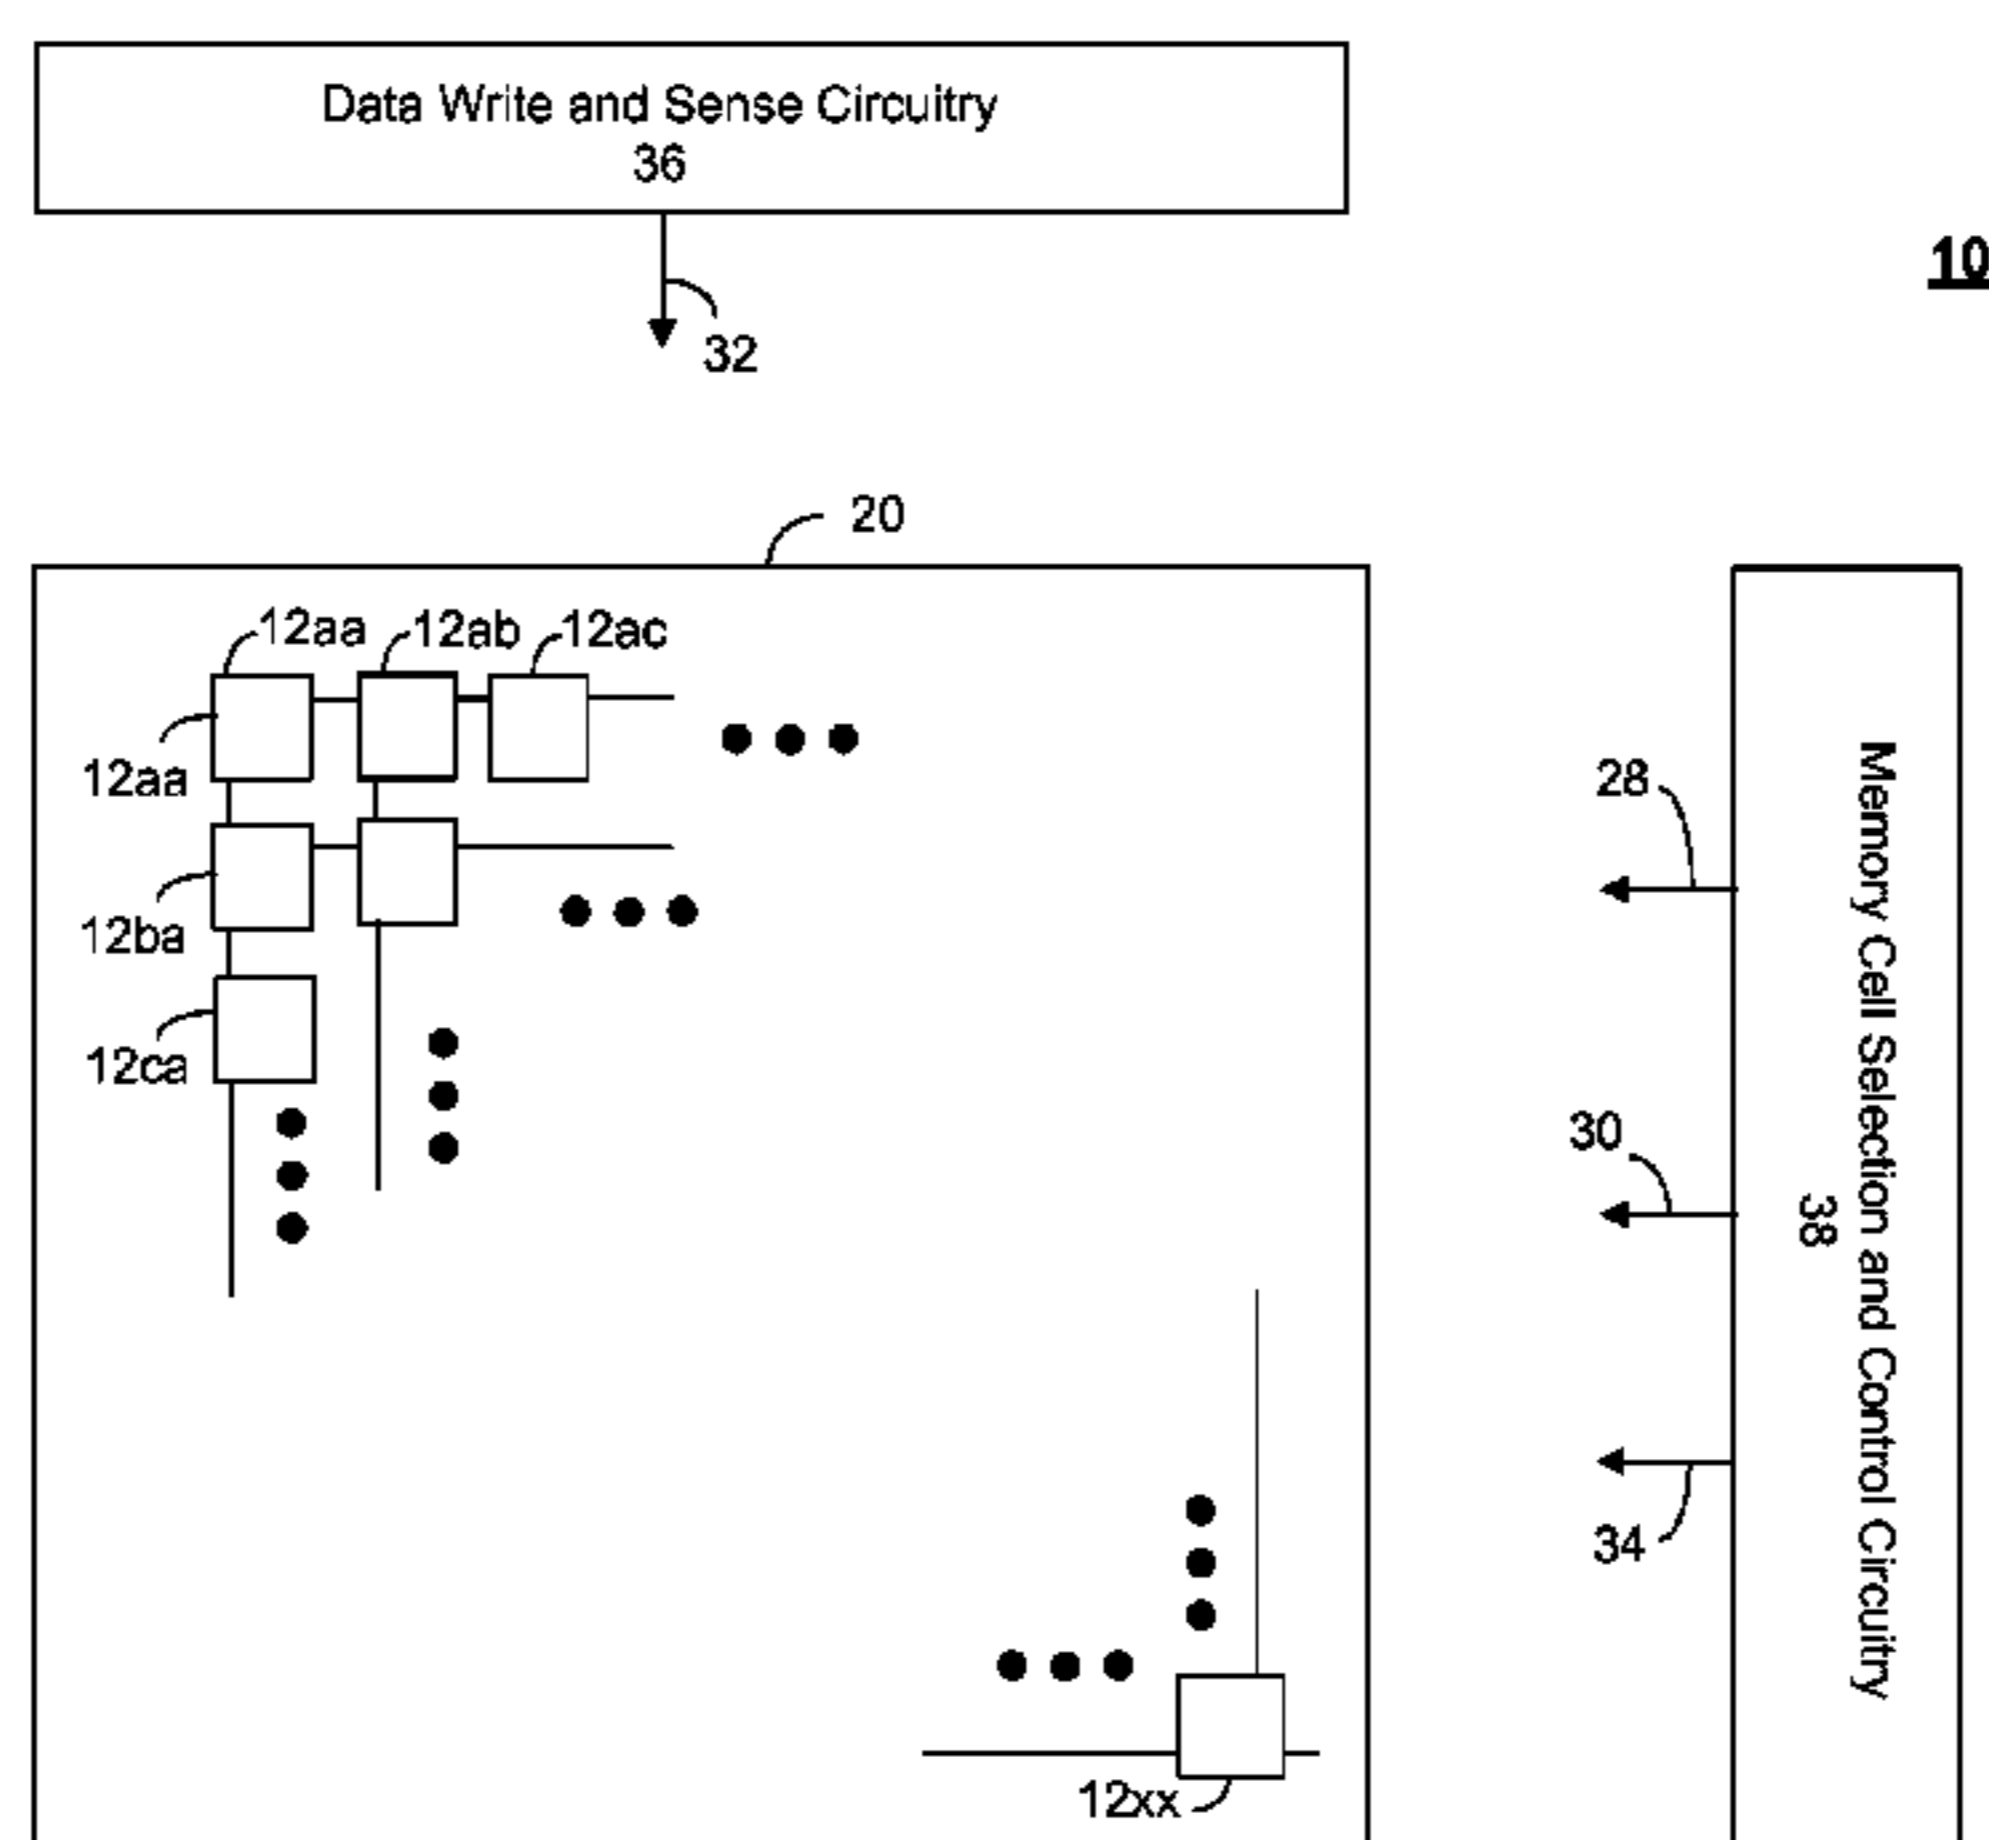 Data Write and Sense Circuitry
36
10
32
20
12aa
12ab
12ac
12aa
12ba
12ca
28
30
34
Memory Cell Selection and Control Circuitry
38
12xx